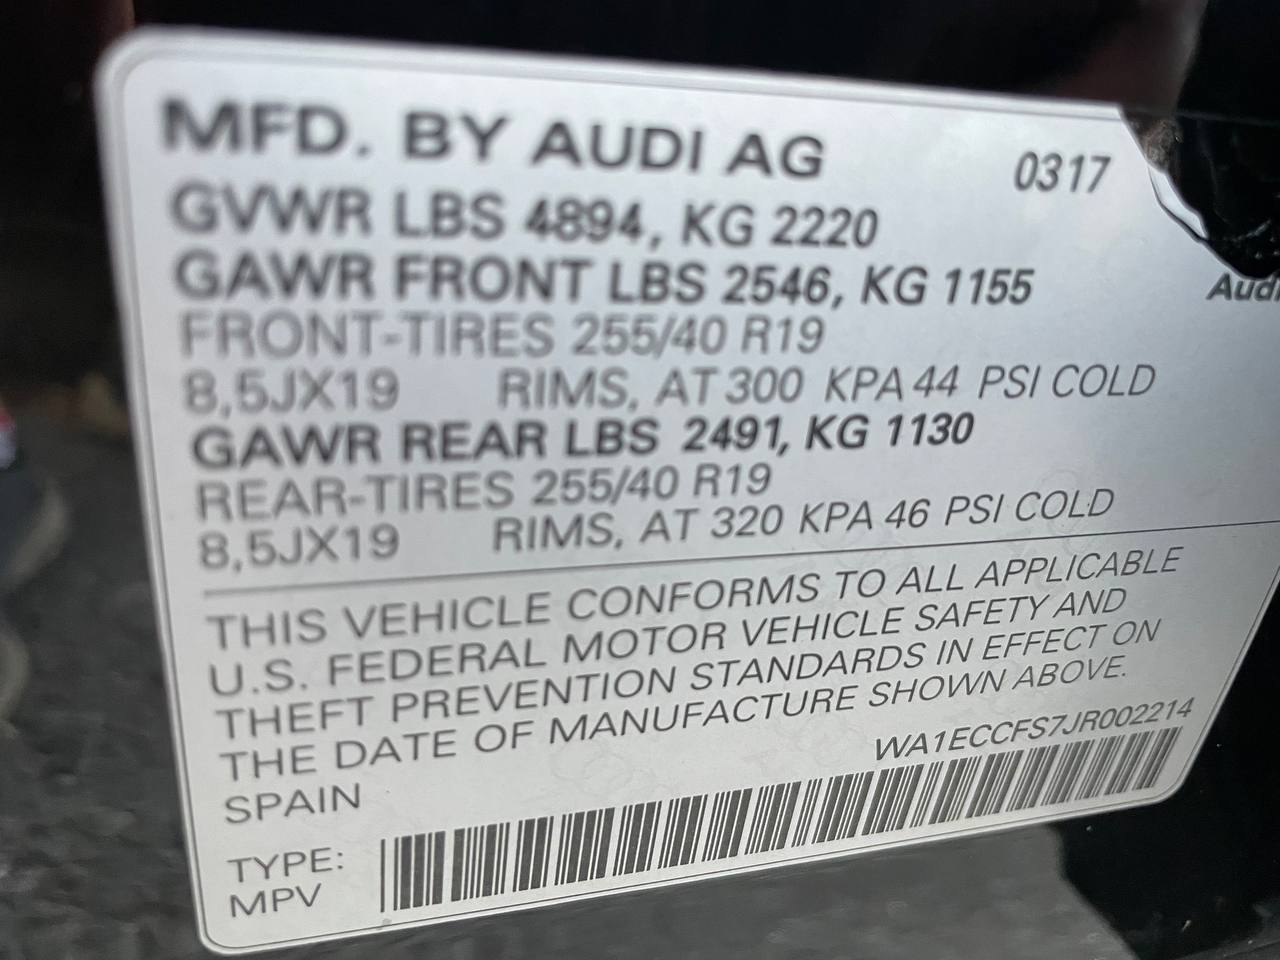 MFD. BY AUDI AG 0317
GVWR LBS 4894, KG 2220
GAWR FRONT LBS 2546, KG 1155
Audi
FRONT-TIRES 255/40 R19
8,5JX19 RIMS, AT 300 KPA 44 PSI COLD
GAWR REAR LBS 2491, KG 1130
REAR-TIRES 255/40 R19
8,5JX19 RIMS, AT 320 KPA 46 PSI COLD
THIS VEHICLE CONFORMS TO ALL APPLICABLE
U.S. FEDERAL MOTOR VEHICLE SAFETY AND
THEFT PREVENTION STANDARDS IN EFFECT ON
THE DATE OF MANUFACTURE SHOWN ABOVE.
SPAIN WA1ECCFS7JR002214
TYPE:
MPV